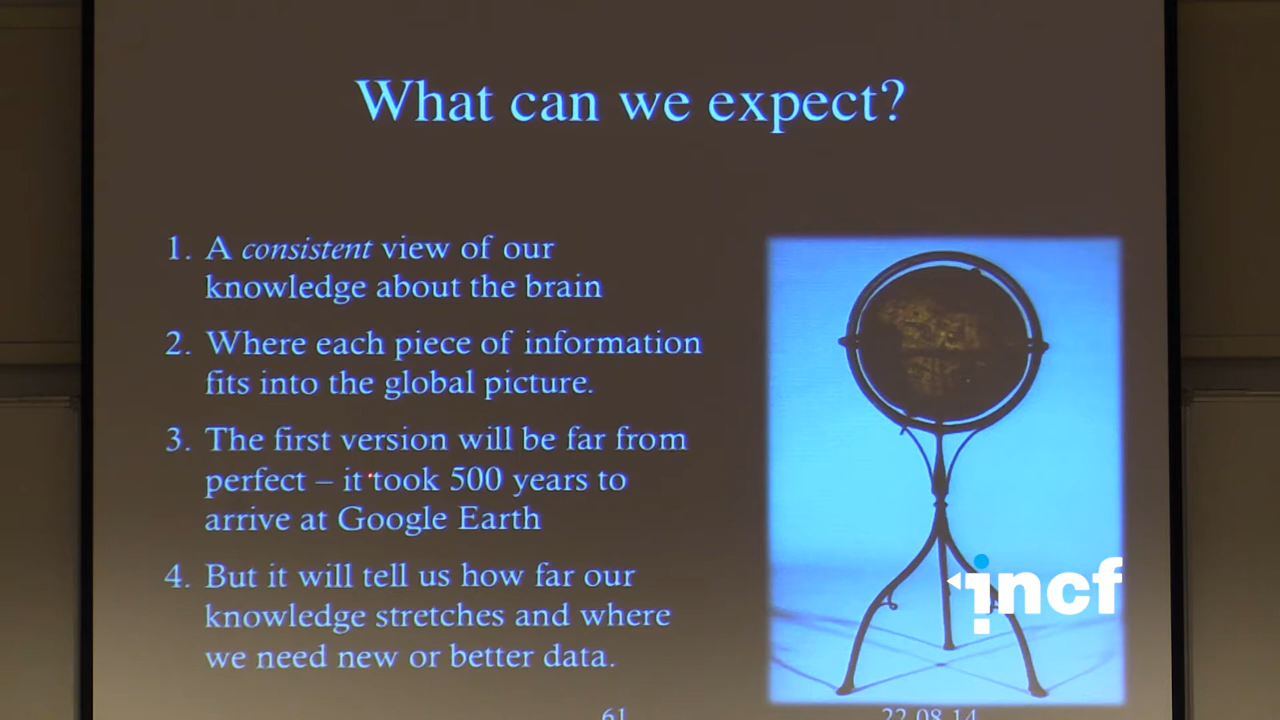 What can we expect?
1. A consistent view of our
knowledge about the brain
2. Where each piece of information
fits into the global picture.
3. The first version will be far from
perfect – it took 500 years to
arrive at Google Earth
4. But it will tell us how far our
knowledge stretches and where
we need new or better data.
incf
61 22.08.14